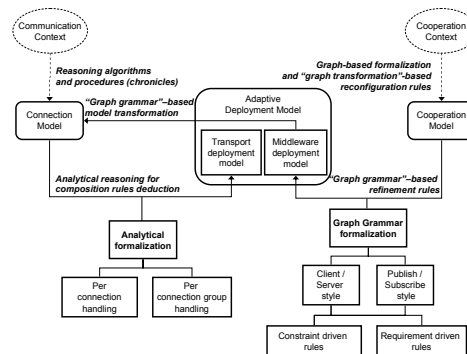 Communication
Context
Cooperation
Context
Reasoning algorithms
and procedures (chronicles)
Graph-based formalization
and "graph transformation"-based
reconfiguration rules
"Graph grammar"–based
model transformation
Adaptive
Deployment Model
Connection
Model
Cooperation
Model
Transport
deployment
model
Middleware
deployment
model
Analytical reasoning for
composition rules deduction
"Graph grammar"–based
refinement rules
Analytical
formalization
Graph Grammar
formalization
Per
connection
handling
Per
connection group
handling
Client /
Server
style
Publish /
Subscribe
style
Constraint driven
rules
Requirement driven
rules